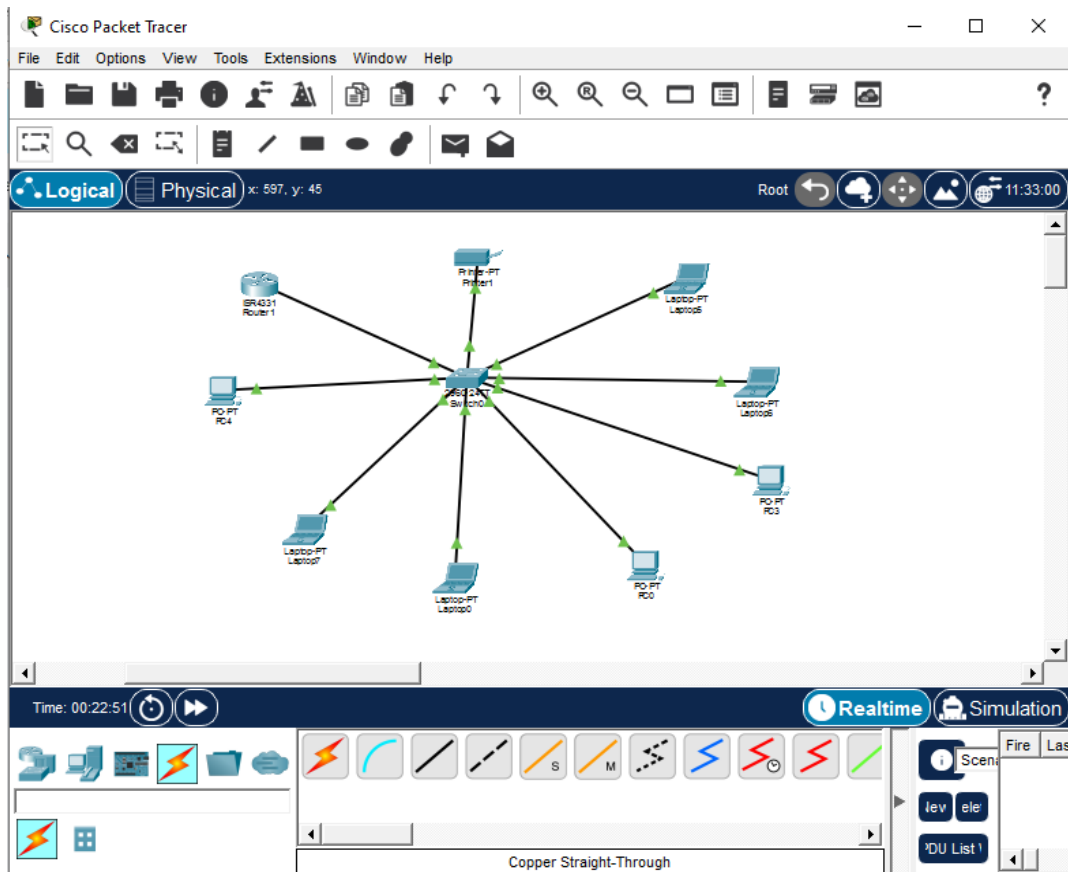 Cisco Packet Tracer
File Edit Options View Tools Extensions Window Help
Logical Physical x: 597, y: 45 Root 11:33:00
Printer-PT
Printer1
ISR4331
Router1
Laptop-PT
Laptop5
Switch0
Laptop-PT
Laptop6
PC-PT
PC4
PC-PT
PC3
Laptop-PT
Laptop7
PC-PT
PC0
Laptop-PT
Laptop0
Time: 00:22:51 Realtime Simulation
S M
Fire Las
Scena
PDU List
Copper Straight-Through